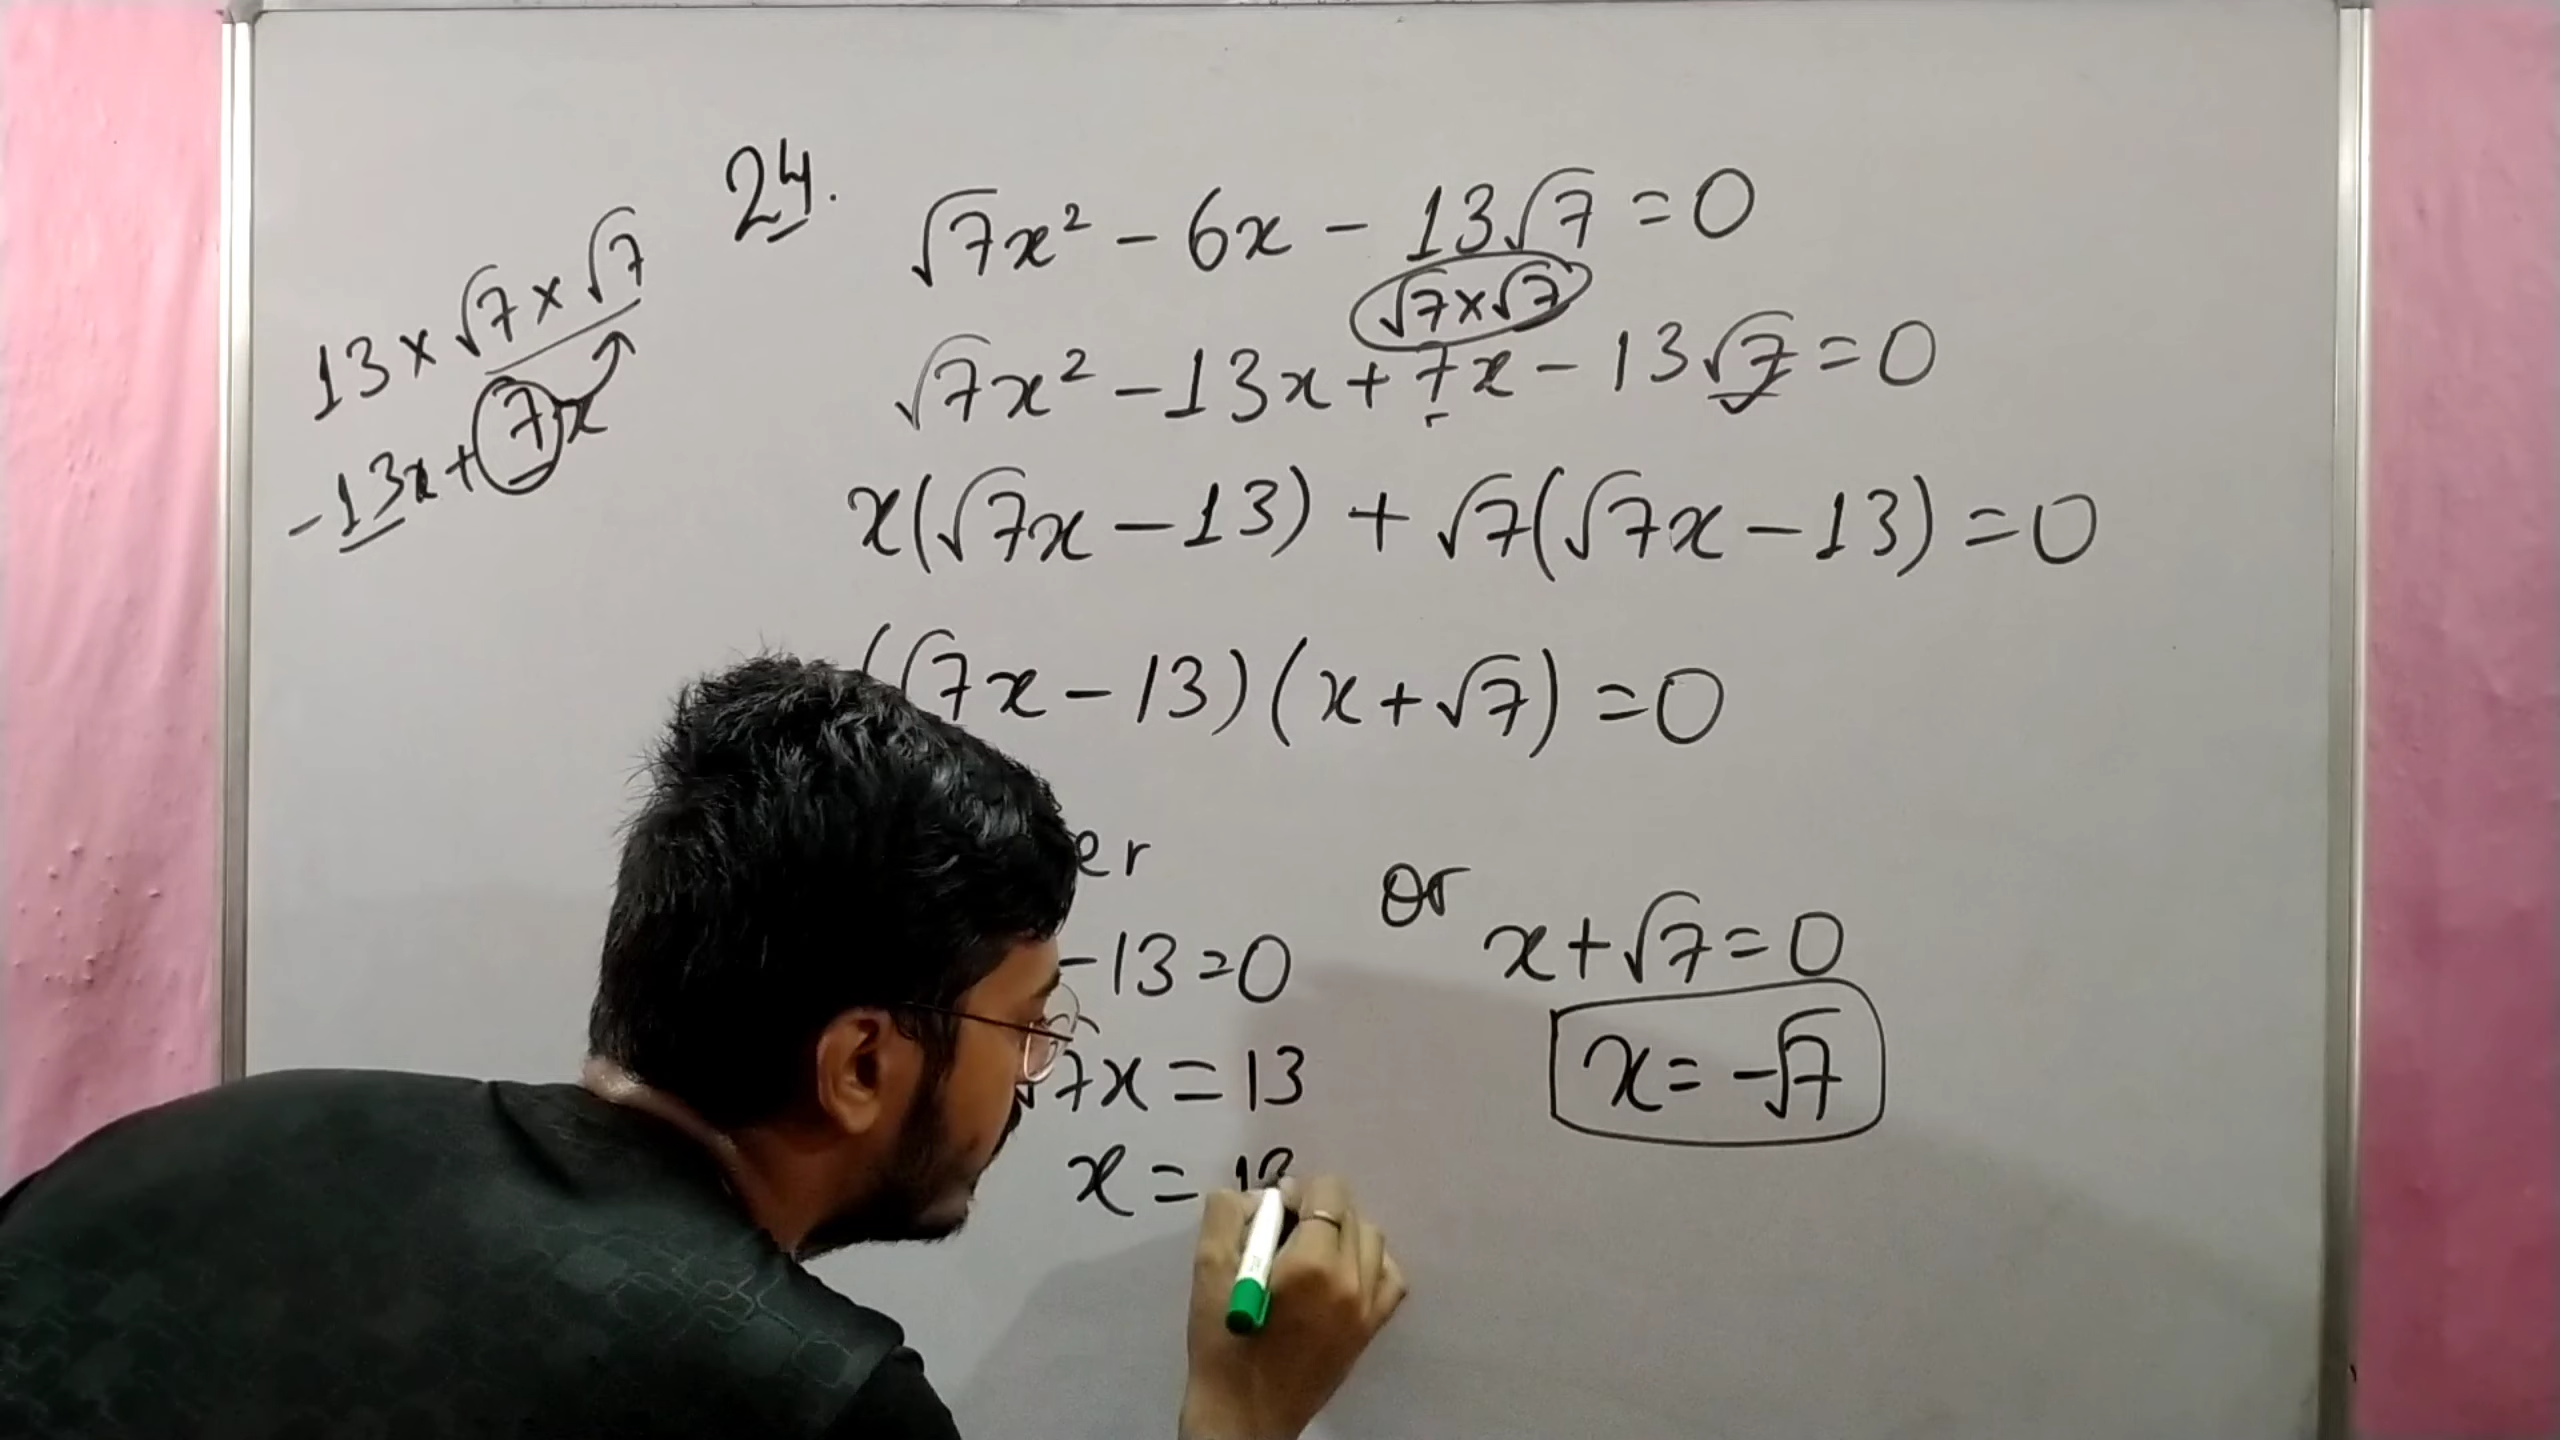 24.
√7x² - 6x - 13√7 = 0
√7×√7
√7x² - 13x + 7x - 13√7 = 0
x(√7x - 13) + √7(√7x - 13) = 0
(√7x - 13)(x + √7) = 0
13 × √7 × √7
-13x + 7x
er
or
-13=0
√7x = 13
x = 13
x + √7 = 0
x = -√7